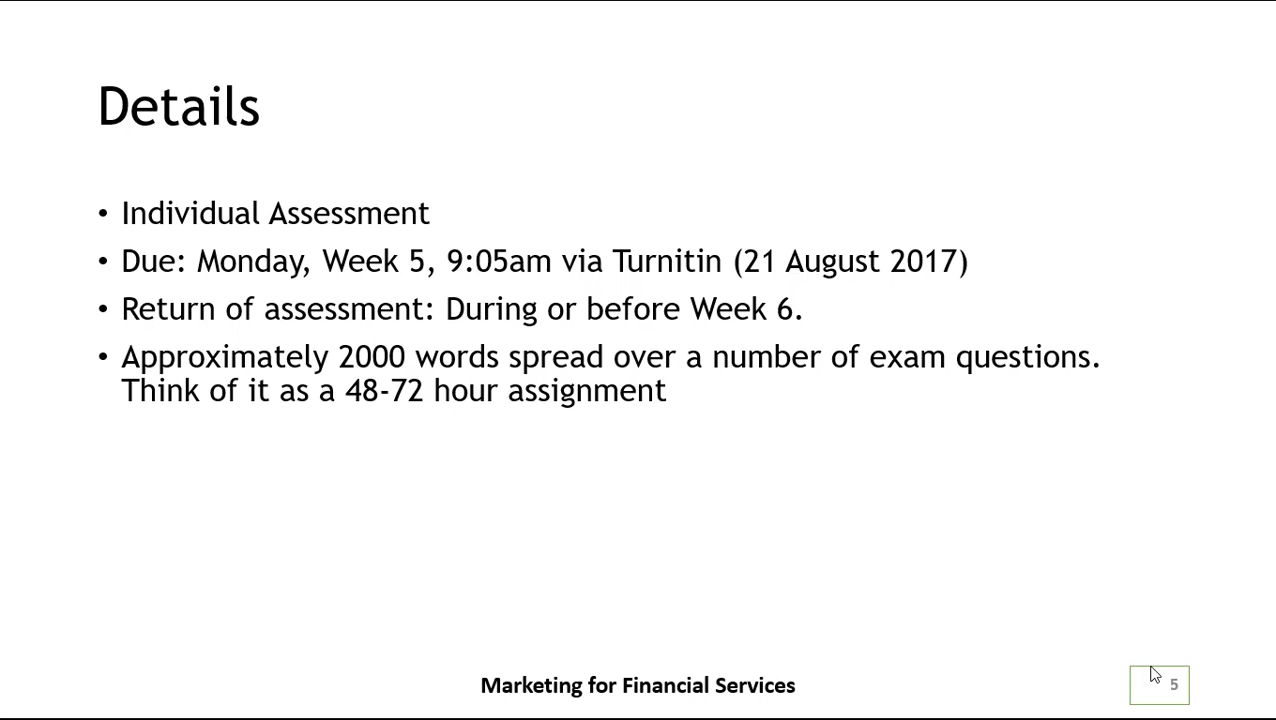 Details
• Individual Assessment
• Due: Monday, Week 5, 9:05am via Turnitin (21 August 2017)
• Return of assessment: During or before Week 6.
• Approximately 2000 words spread over a number of exam questions.
Think of it as a 48-72 hour assignment
Marketing for Financial Services
5